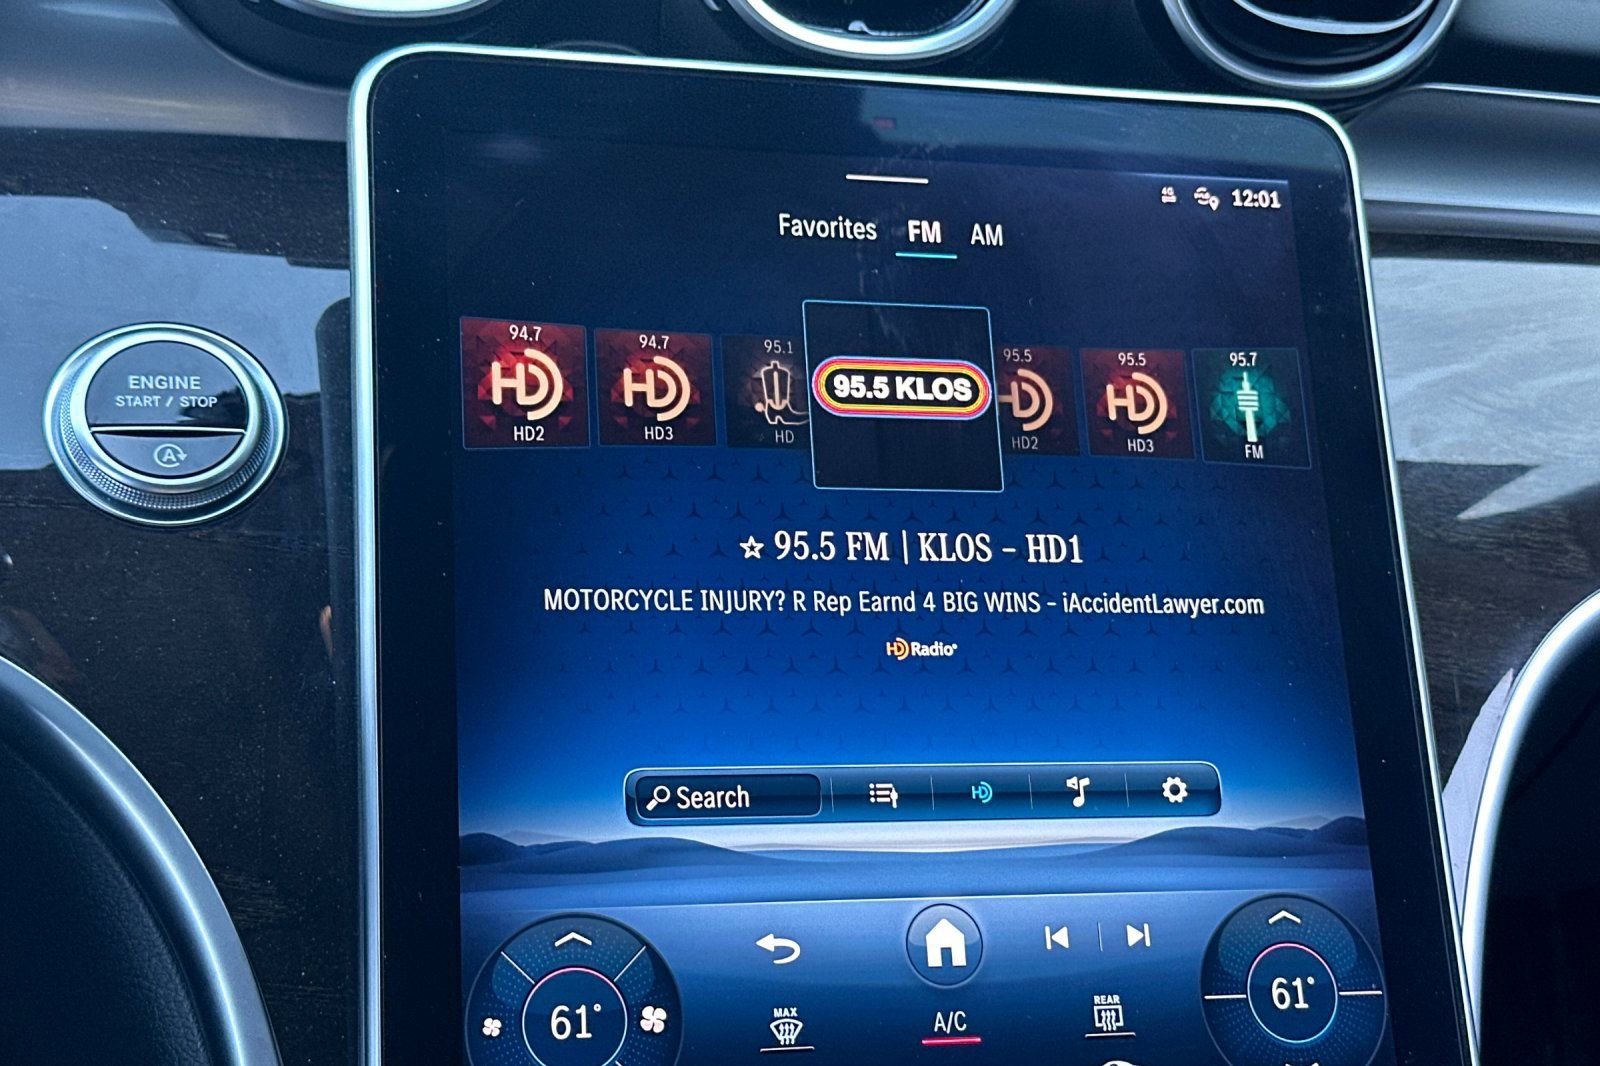 4G
12:01
Favorites FM AM
94.7
HD2
94.7
HD3
95.1
HD
95.5 KLOS
95.5
HD2
95.5
HD3
95.7
FM
ENGINE
START / STOP
A
95.5 FM | KLOS - HD1
MOTORCYCLE INJURY? R Rep Earnd 4 BIG WINS - iAccidentLawyer.com
HD Radio
Search
HD
61°
MAX
A/C
REAR
61°